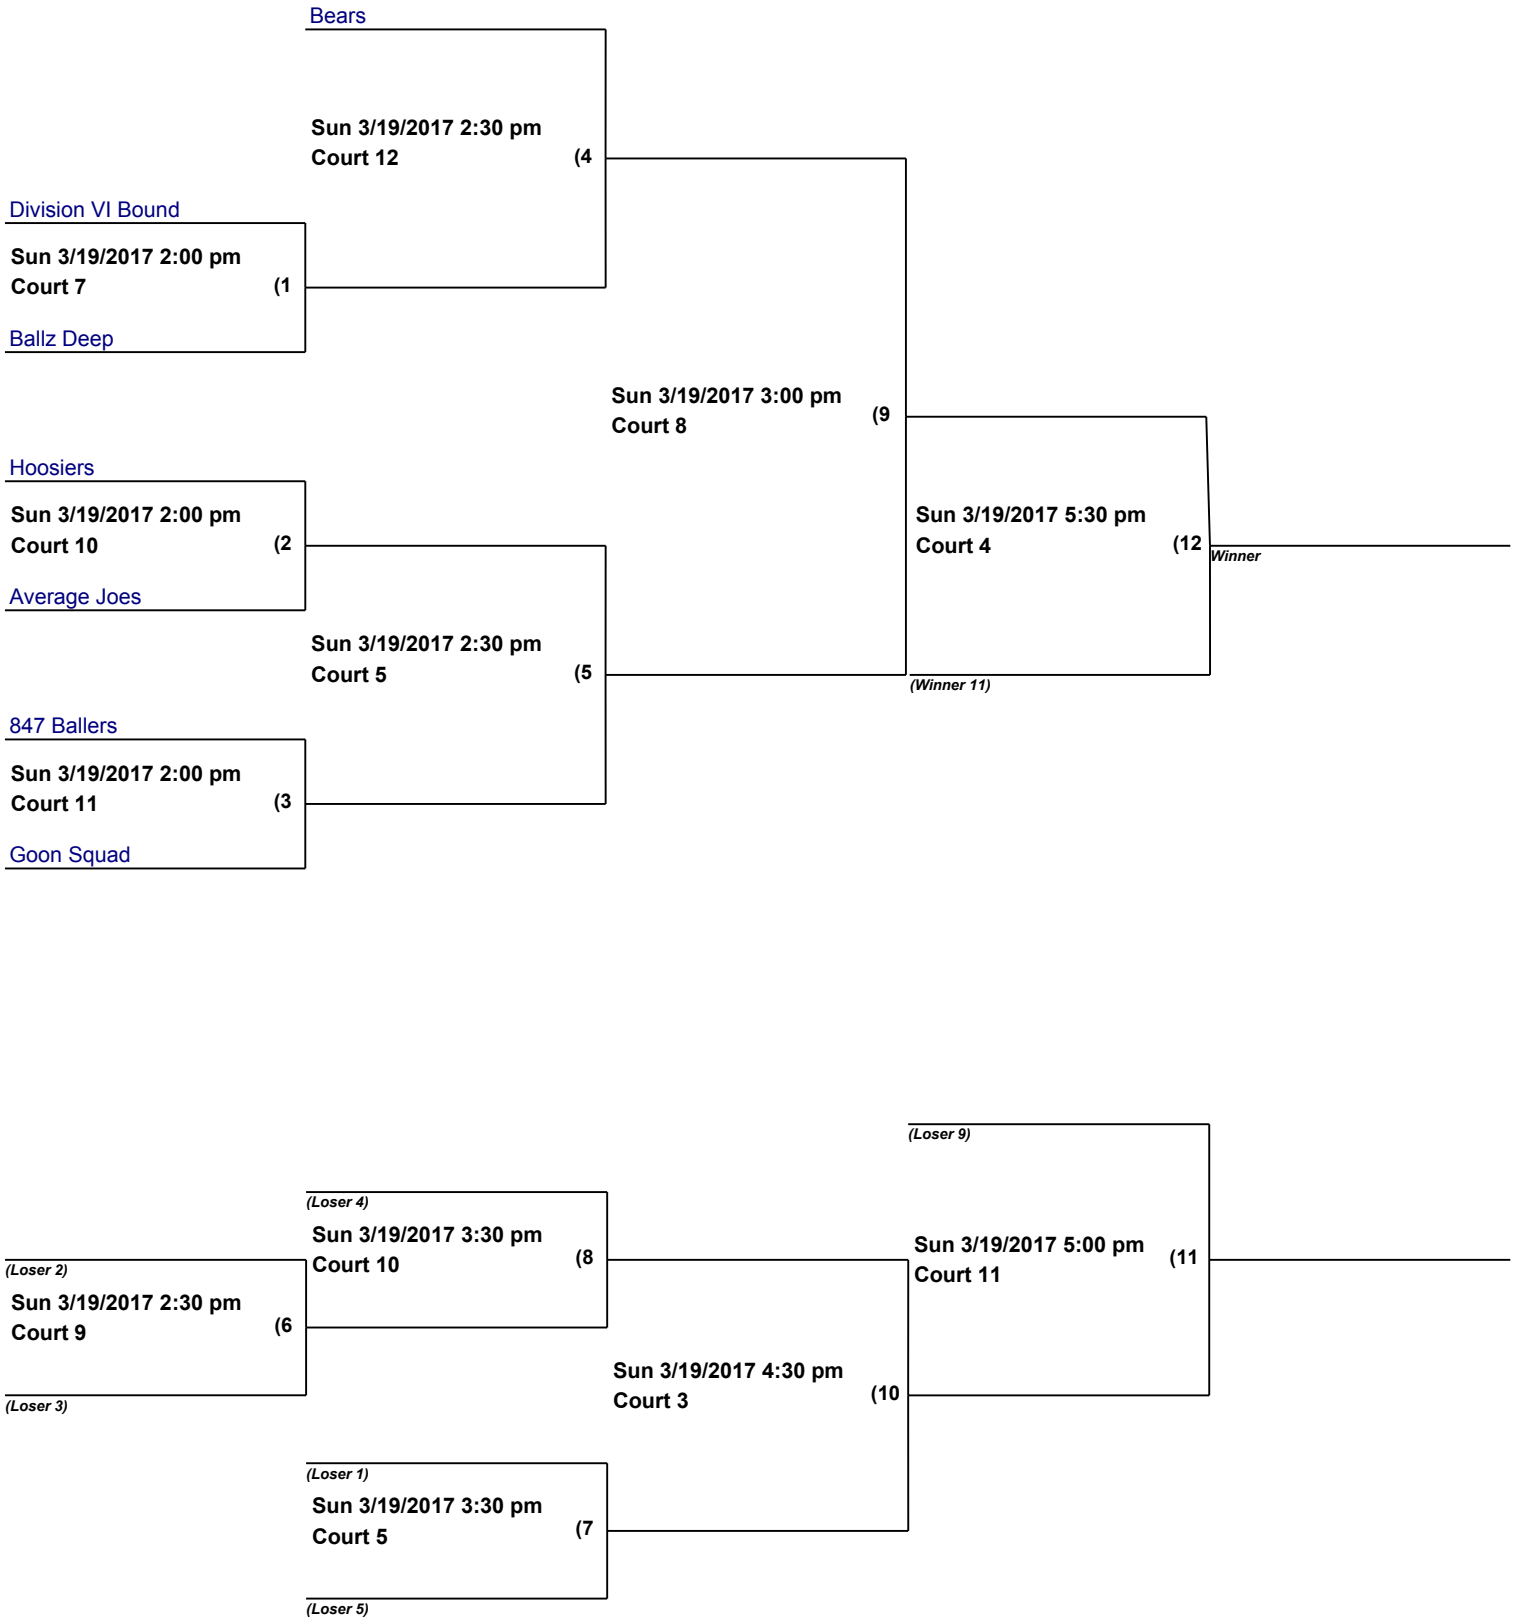 Bears
Sun 3/19/2017 2:30 pm
Court 12
(4
Division VI Bound
Sun 3/19/2017 2:00 pm
Court 7
(1
Ballz Deep
Sun 3/19/2017 3:00 pm
Court 8
(9
Hoosiers
Sun 3/19/2017 2:00 pm
Court 10
(2
Average Joes
Sun 3/19/2017 5:30 pm
Court 4
(12
Winner
Sun 3/19/2017 2:30 pm
Court 5
(5
(Winner 11)
847 Ballers
Sun 3/19/2017 2:00 pm
Court 11
(3
Goon Squad
(Loser 9)
(Loser 4)
Sun 3/19/2017 3:30 pm
Court 10
(8
Sun 3/19/2017 5:00 pm
Court 11
(11
(Loser 2)
Sun 3/19/2017 2:30 pm
Court 9
(6
(Loser 3)
Sun 3/19/2017 4:30 pm
Court 3
(10
(Loser 1)
Sun 3/19/2017 3:30 pm
Court 5
(7
(Loser 5)